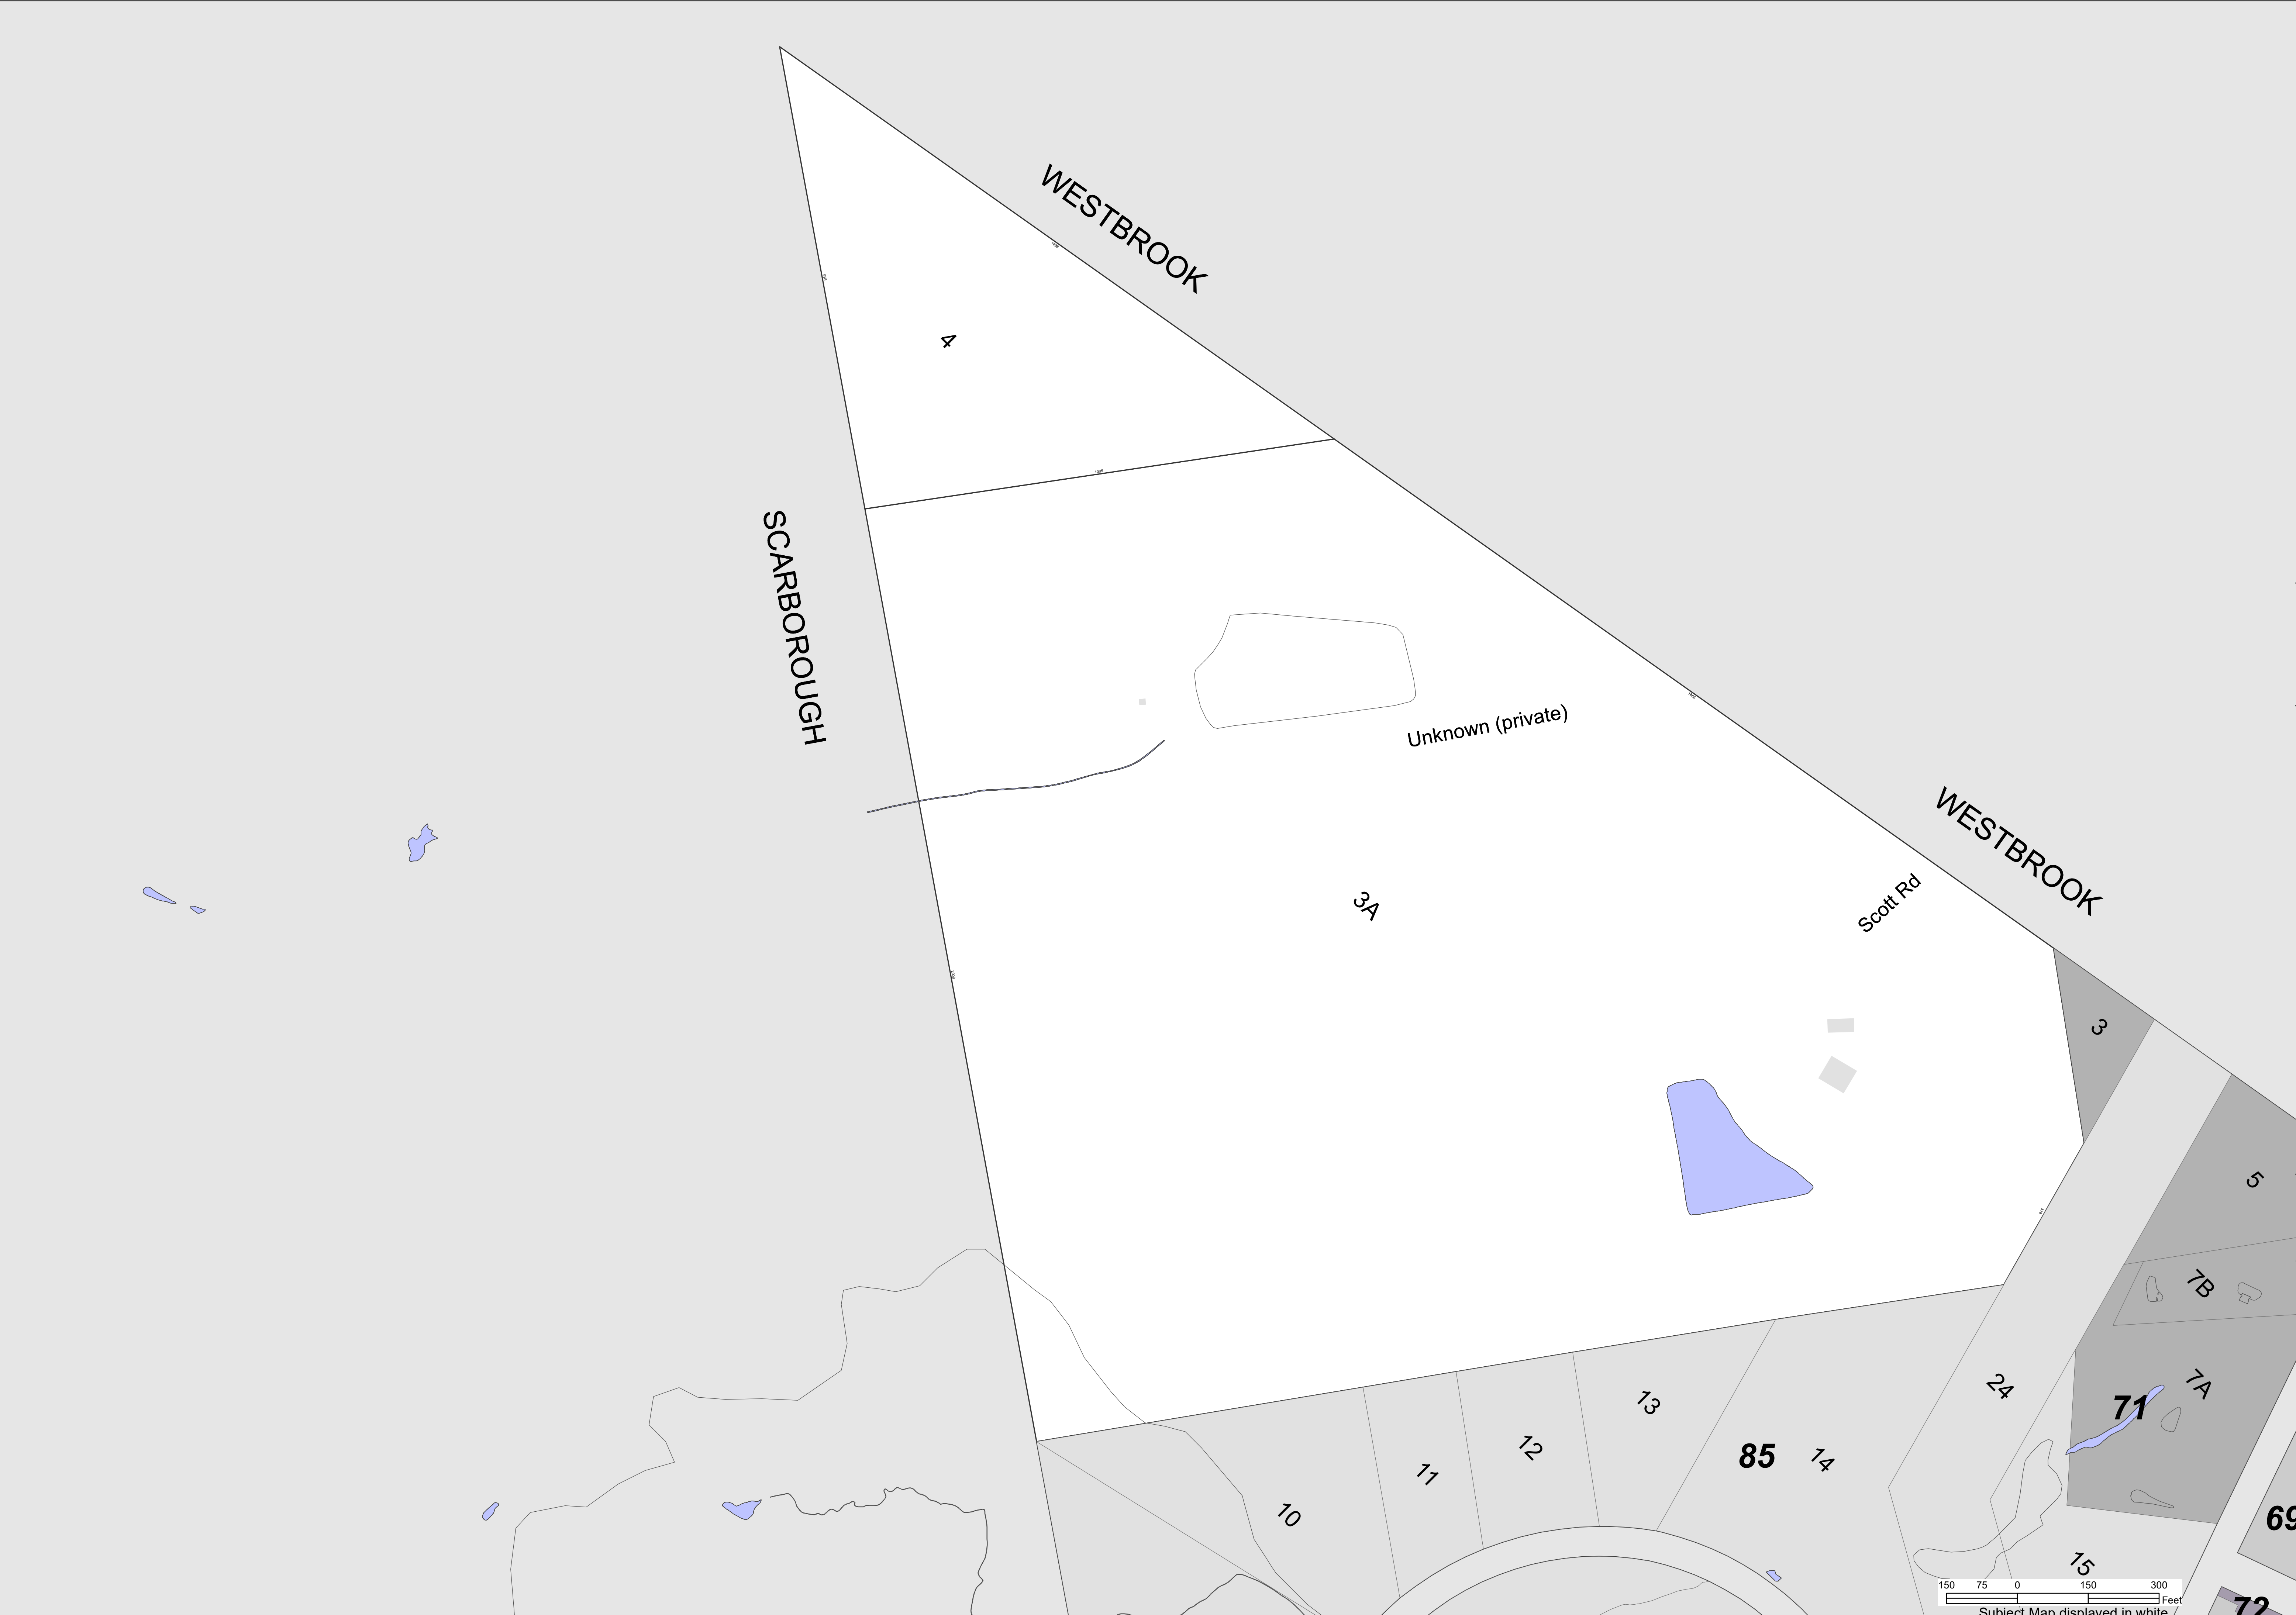 WESTBROOK
4
SCARBOROUGH
Unknown (private)
WESTBROOK
Scott Rd
3A
3
5
7B
7A
71
24
13
12
11
10
85
14
69
15
72
150 75 0 150 300
Feet
Subject Map displayed in white